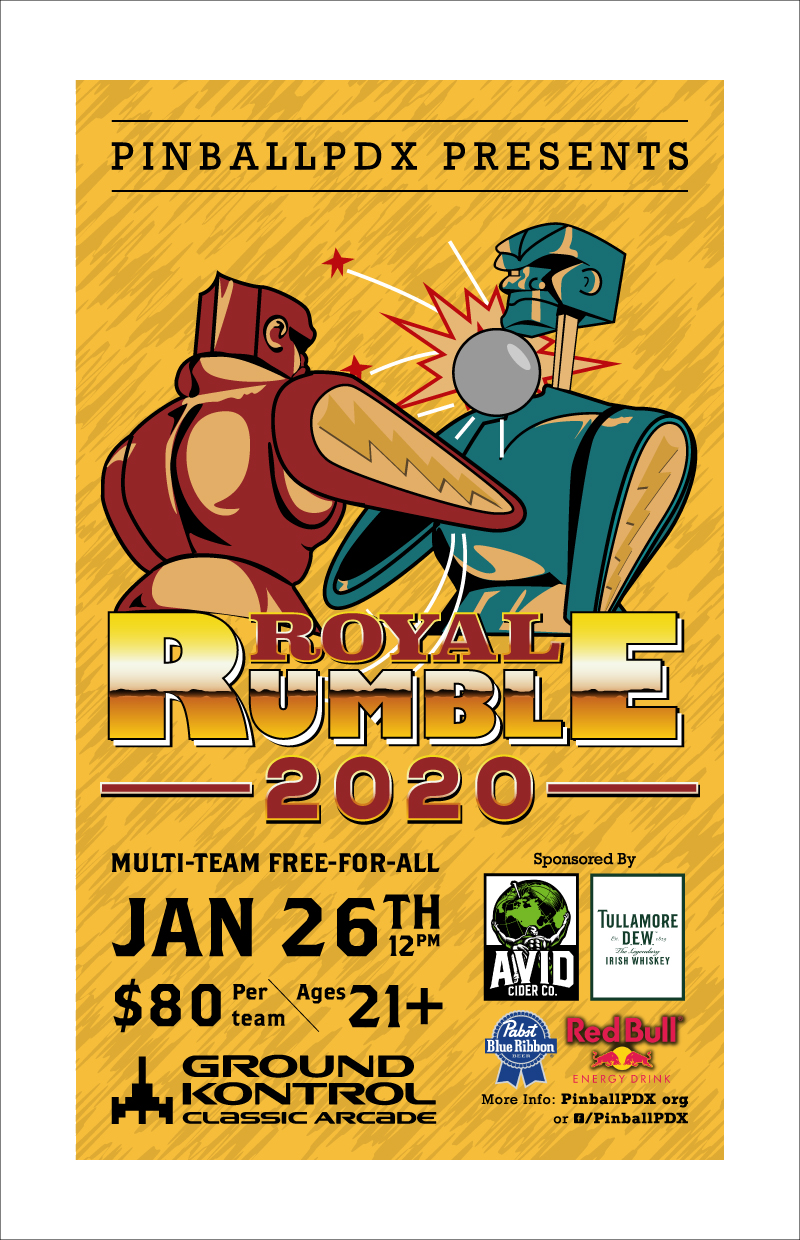 PINBALLPDX PRESENTS
ROYAL
RUMBLE
2020
MULTI-TEAM FREE-FOR-ALL
JAN 26TH
12PM
$80 Per team
Ages 21+
GROUND
KONTROL
CLASSIC ARCADE
Sponsored By
AVID
CIDER CO.
TULLAMORE
Est. D.E.W. 1829
The Legendary
IRISH WHISKEY
Pabst
Blue Ribbon
BEER
Red Bull
ENERGY DRINK
More Info: PinballPDX org
or f/PinballPDX